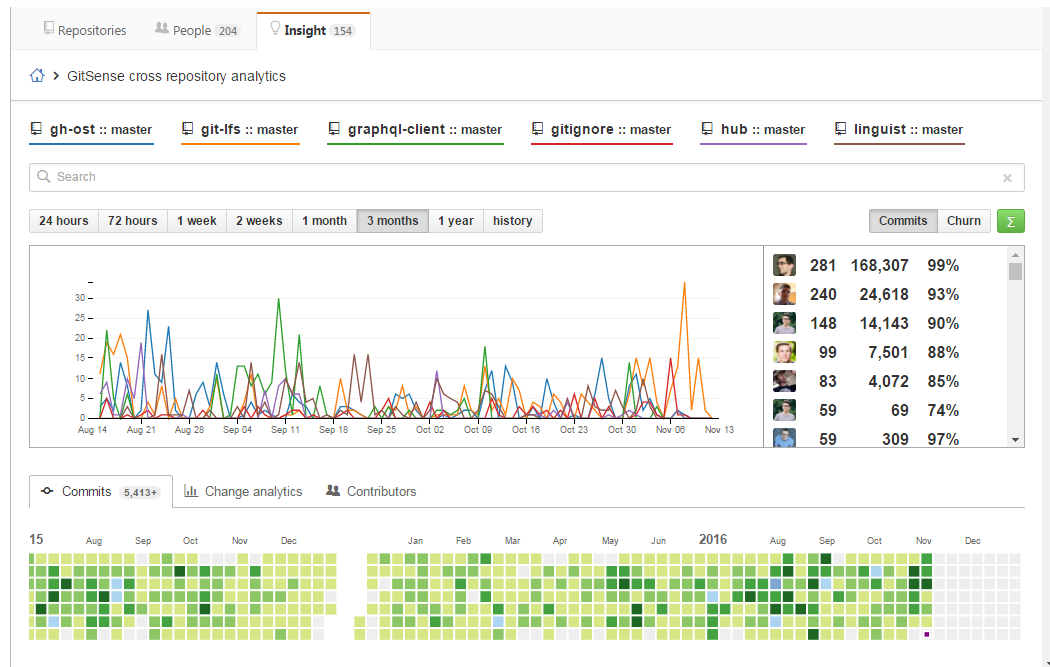 Repositories People 204 Insight 154
GitSense cross repository analytics
gh-ost :: master git-lfs :: master graphql-client :: master gitignore :: master hub :: master linguist :: master
Search
24 hours 72 hours 1 week 2 weeks 1 month 3 months 1 year history Commits Churn Σ
30
25
20
15
10
5
0
Aug 14 Aug 21 Aug 28 Sep 04 Sep 11 Sep 18 Sep 25 Oct 02 Oct 09 Oct 16 Oct 23 Oct 30 Nov 06 Nov 13
281 168,307 99%
240 24,618 93%
148 14,143 90%
99 7,501 88%
83 4,072 85%
59 69 74%
59 309 97%
Commits 5,413+ Change analytics Contributors
15 Aug Sep Oct Nov Dec Jan Feb Mar Apr May Jun 2016 Aug Sep Oct Nov Dec